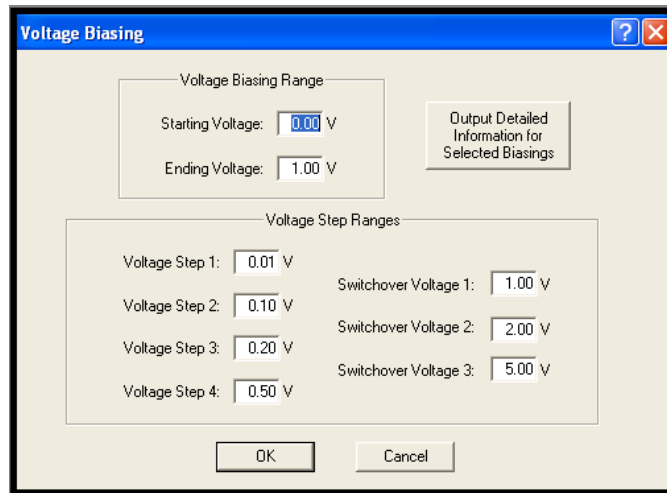 Voltage Biasing
Voltage Biasing Range
Starting Voltage: 0.00 V
Ending Voltage: 1.00 V
Output Detailed
Information for
Selected Biasings
Voltage Step Ranges
Voltage Step 1: 0.01 V
Voltage Step 2: 0.10 V
Voltage Step 3: 0.20 V
Voltage Step 4: 0.50 V
Switchover Voltage 1: 1.00 V
Switchover Voltage 2: 2.00 V
Switchover Voltage 3: 5.00 V
OK
Cancel